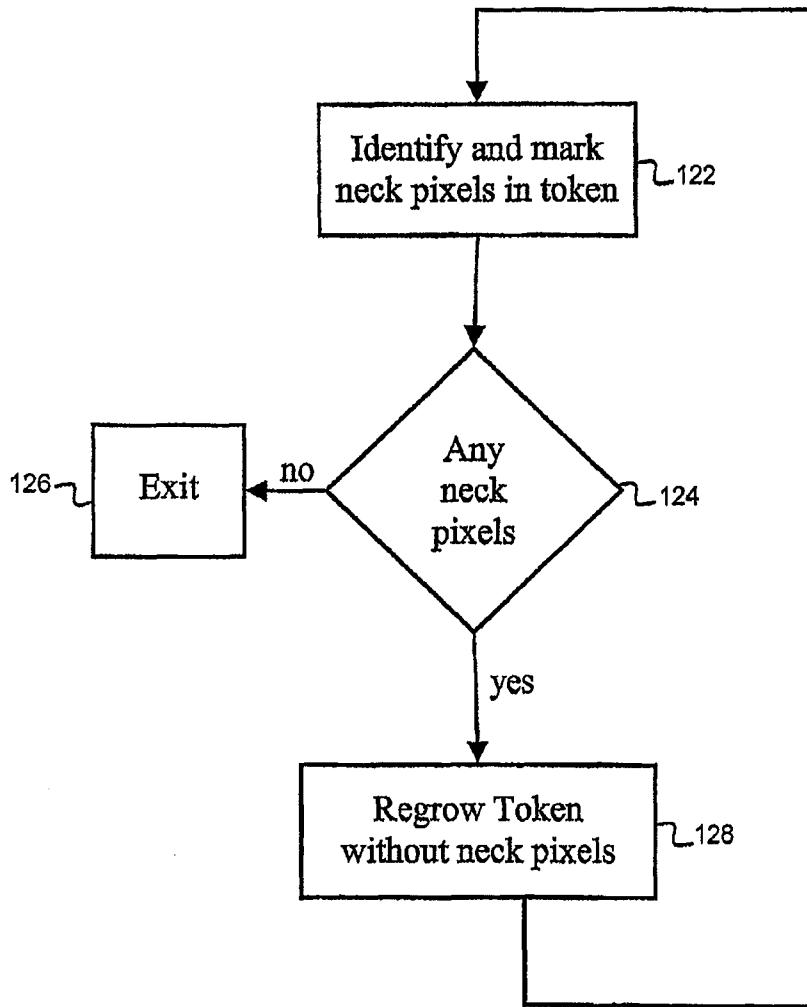 Identify and mark
neck pixels in token
122
Any
neck
pixels
124
no
Exit
126
yes
Regrow Token
without neck pixels
128